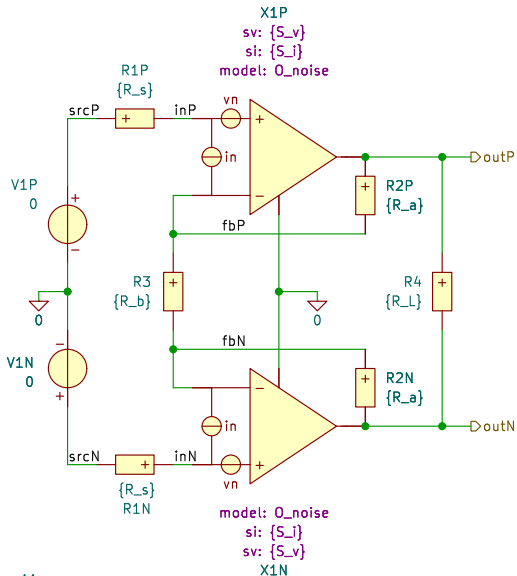 X1P
sv: {S_v}
si: {S_i}
model: O_noise
R1P
{R_s}
srcP
inP
vn
+
+
in
−
outP
+
R2P
{R_a}
V1P
0
+
−
fbP
R3
{R_b}
+
R4
{R_L}
+
0
0
fbN
V1N
0
−
+
+
R2N
{R_a}
−
in
outN
srcN
+
inN
+
vn
{R_s}
R1N
model: O_noise
si: {S_i}
sv: {S_v}
X1N